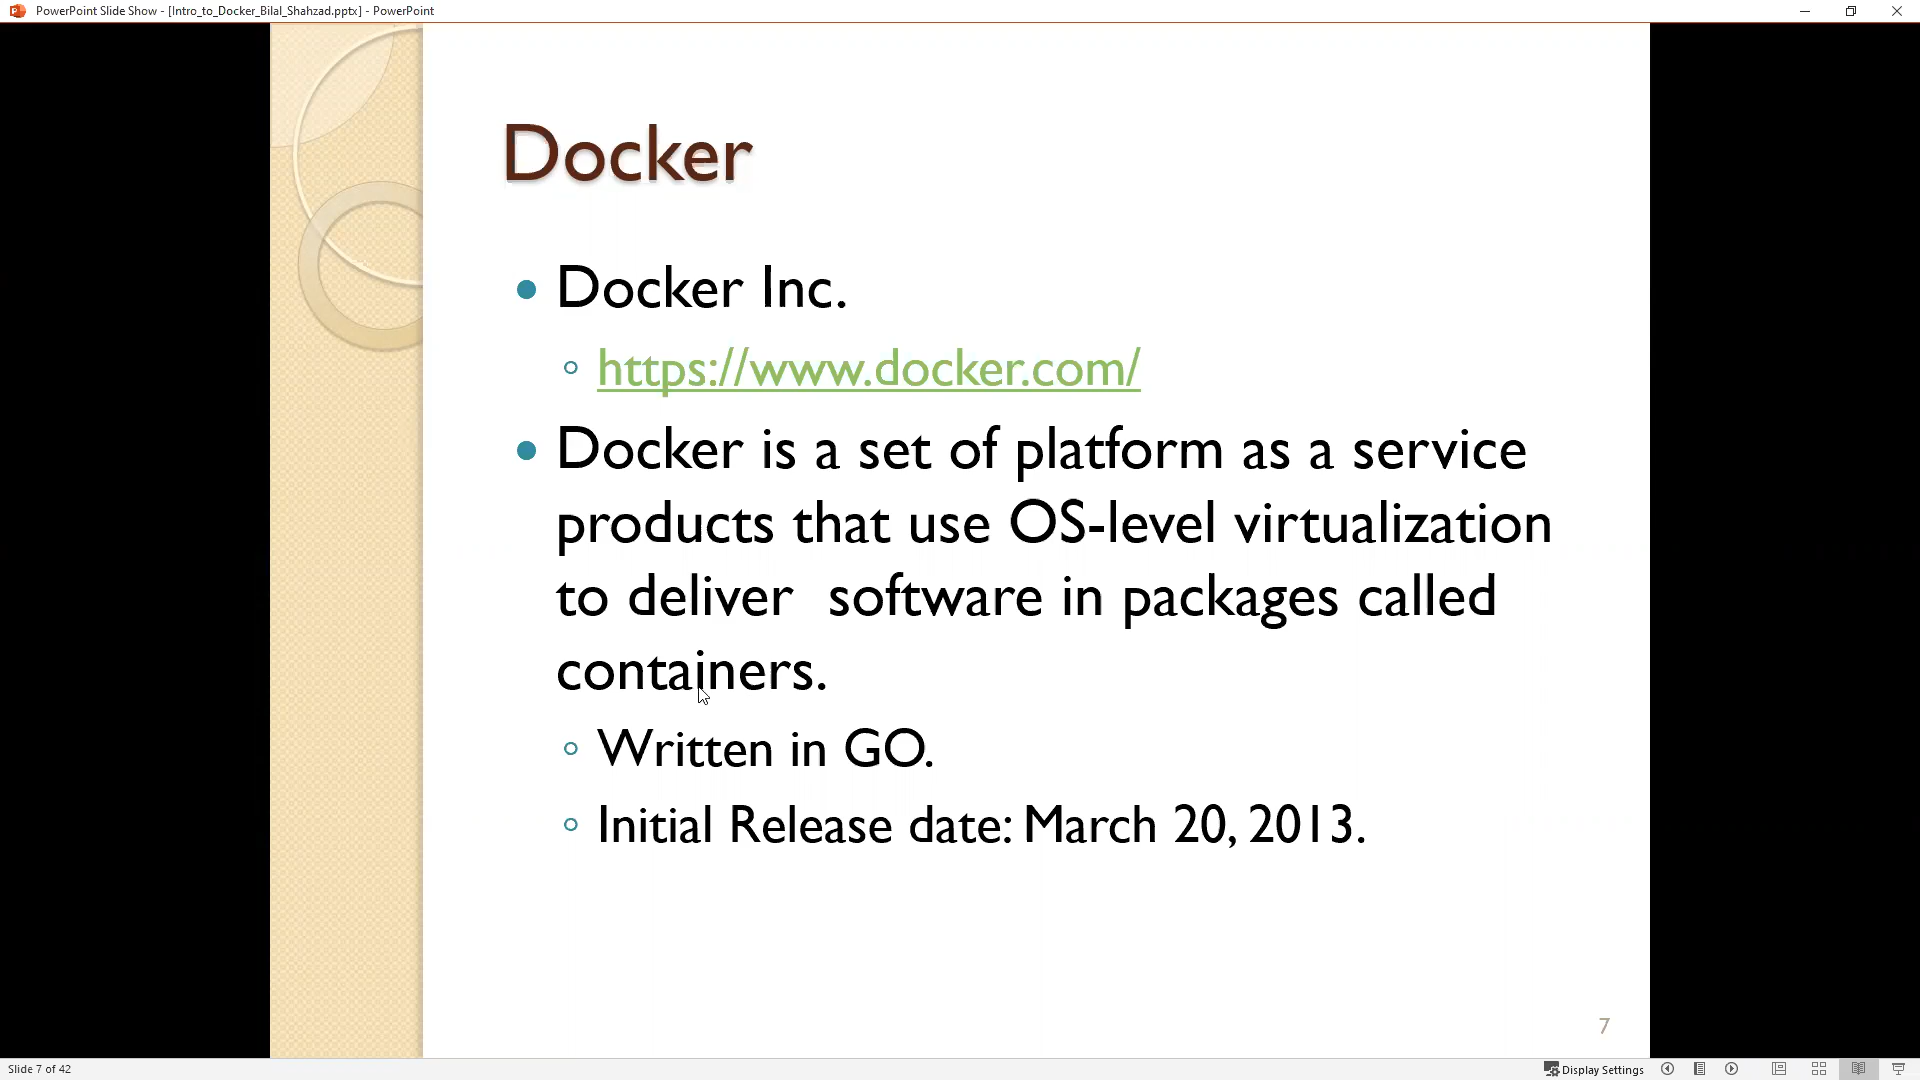 PowerPoint Slide Show - [Intro_to_Docker_Bilal_Shahzad.pptx] - PowerPoint
Docker
Docker Inc.
https://www.docker.com/
Docker is a set of platform as a service
products that use OS-level virtualization
to deliver  software in packages called
containers.
Written in GO.
Initial Release date: March 20, 2013.
7
Slide 7 of 42
Display Settings